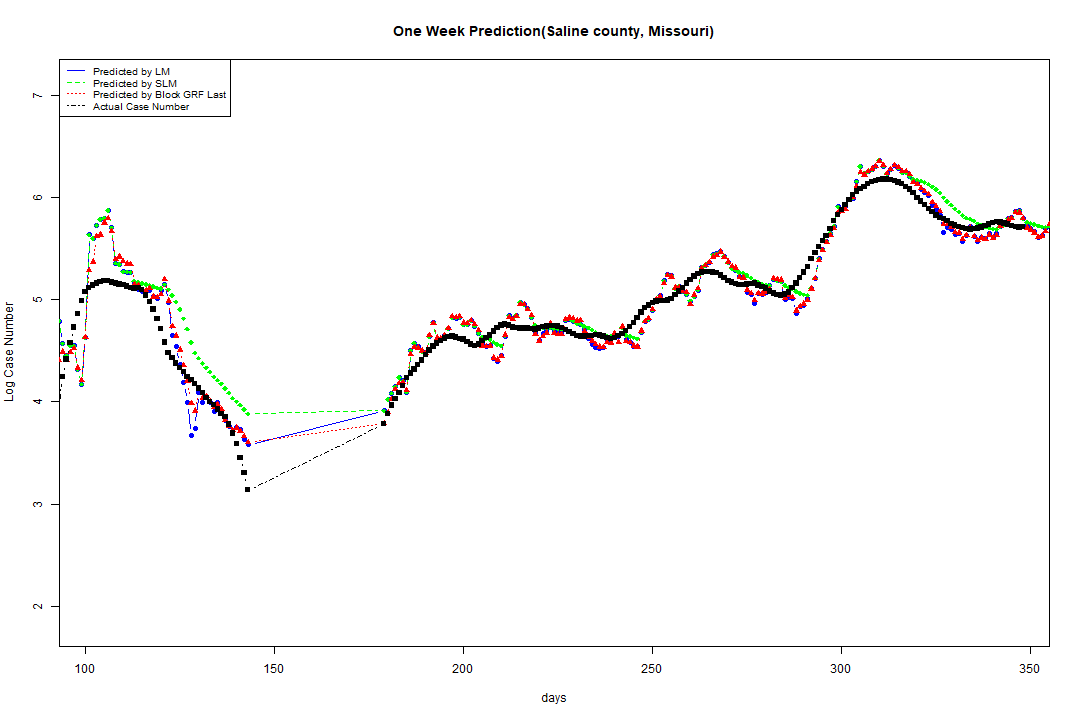 One Week Prediction(Saline county, Missouri)
Predicted by LM
Predicted by SLM
Predicted by Block GRF Last
Actual Case Number
Log Case Number
7
6
5
4
3
2
100
150
200
250
300
350
days